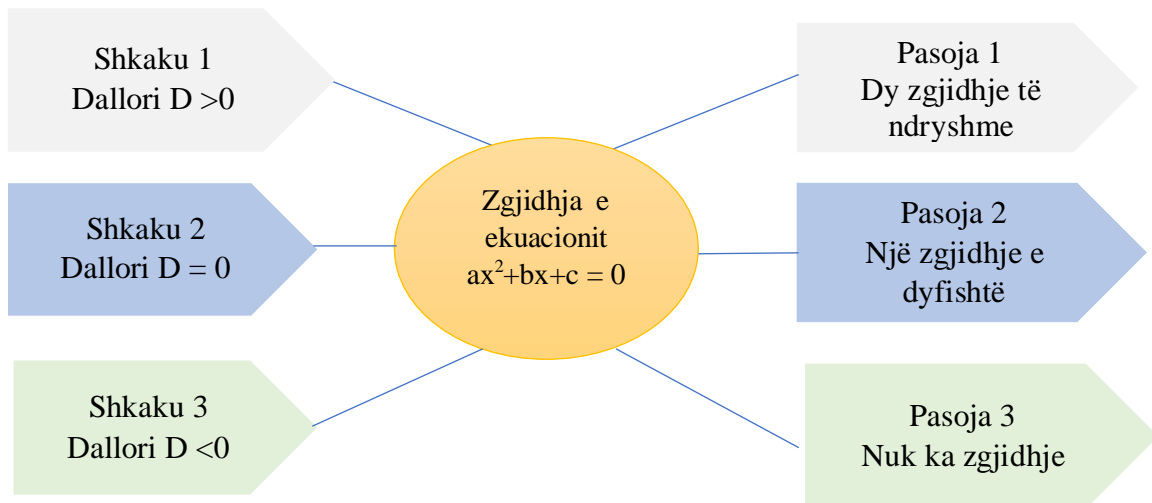 Shkaku 1
Dallori D >0
Pasoja 1
Dy zgjidhje të
ndryshme
Shkaku 2
Dallori D = 0
Zgjidhja e
ekuacionit
ax²+bx+c = 0
Pasoja 2
Një zgjidhje e
dyfishtë
Shkaku 3
Dallori D <0
Pasoja 3
Nuk ka zgjidhje